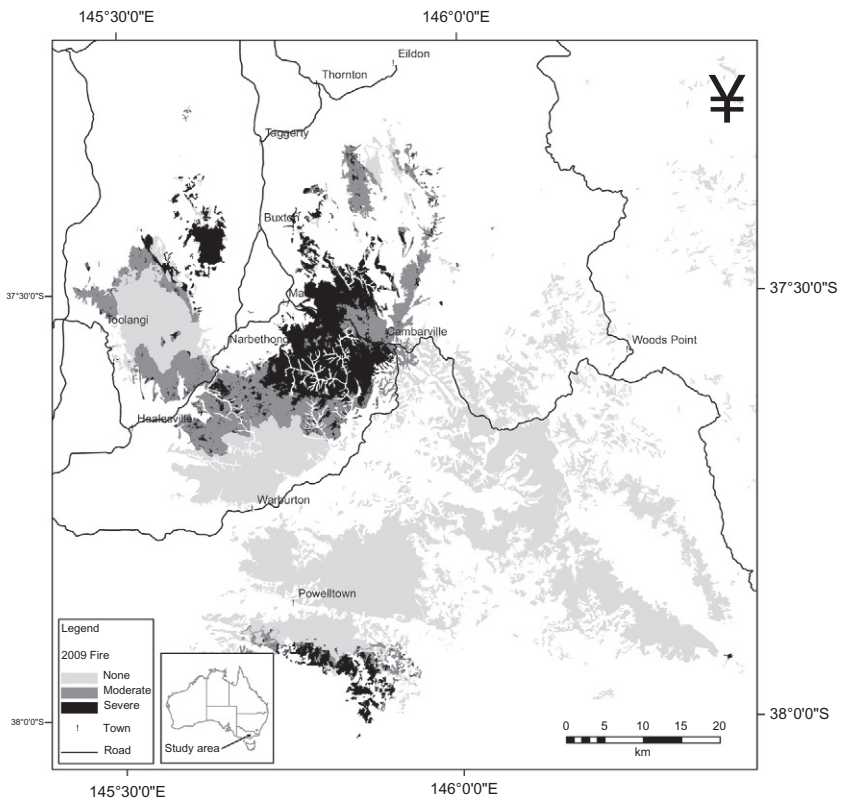 145°30'0"E
146°0'0"E
¥
Eildon
Thornton
Taggerty
Buxton
37°30'0"S
37°30'0"S
Ma
Toolangi
Narbethong
Cambarville
Woods Point
Healesville
Warburton
Powelltown
Legend
2009 Fire
None
Moderate
Severe
Town
Road
Study area
38°0'0"S
38°0'0"S
0 5 10 15 20
km
145°30'0"E
146°0'0"E